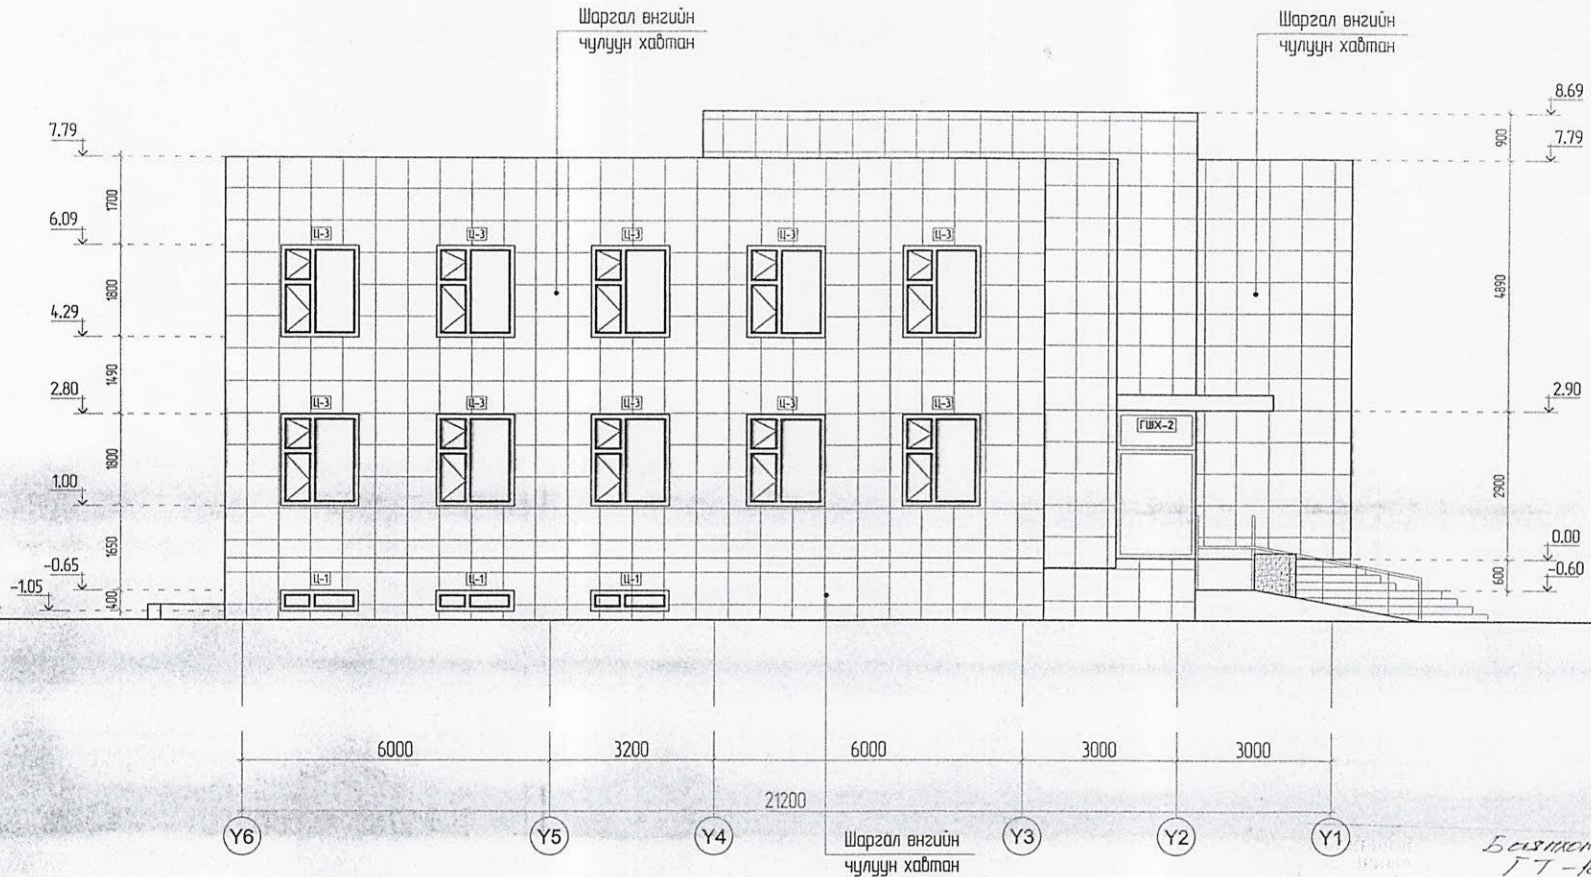 Шаргал өнгийн
чулуун хавтан
Шаргал өнгийн
чулуун хавтан
8.69
7.79
900
7.79
1700
6.09
Ц-3 Ц-3 Ц-3 Ц-3 Ц-3
1800
4890
4.29
1490
2.80
Ц-3 Ц-3 Ц-3 Ц-3 Ц-3
2.90
ГШХ-2
1800
1.00
2900
1650
0.00
-0.65
Ц-1 Ц-1 Ц-1
600
-0.60
-1.05
400
6000 3200 6000 3000 3000
21200
Y6 Y5 Y4 Y3 Y2 Y1
Шаргал өнгийн
чулуун хавтан